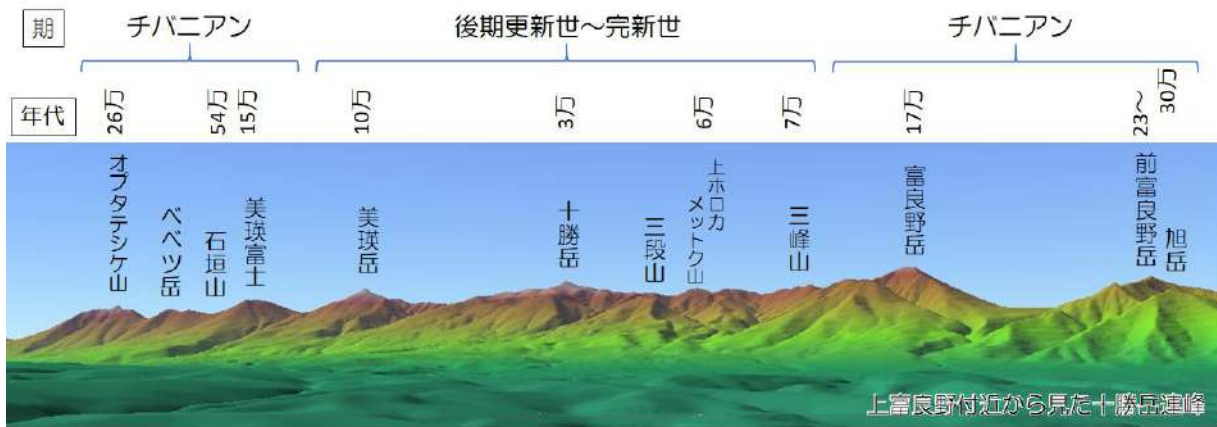 期
チバニアン
後期更新世～完新世
チバニアン
年代
26万
54万
15万
10万
3万
6万
7万
17万
23～
30万
オプタテシケ山
ベベツ岳
石垣山
美瑛富士
美瑛岳
十勝岳
三段山
上ホロカ
メットク山
三峰山
富良野岳
前富良野岳
旭岳
上富良野付近から見た十勝岳連峰